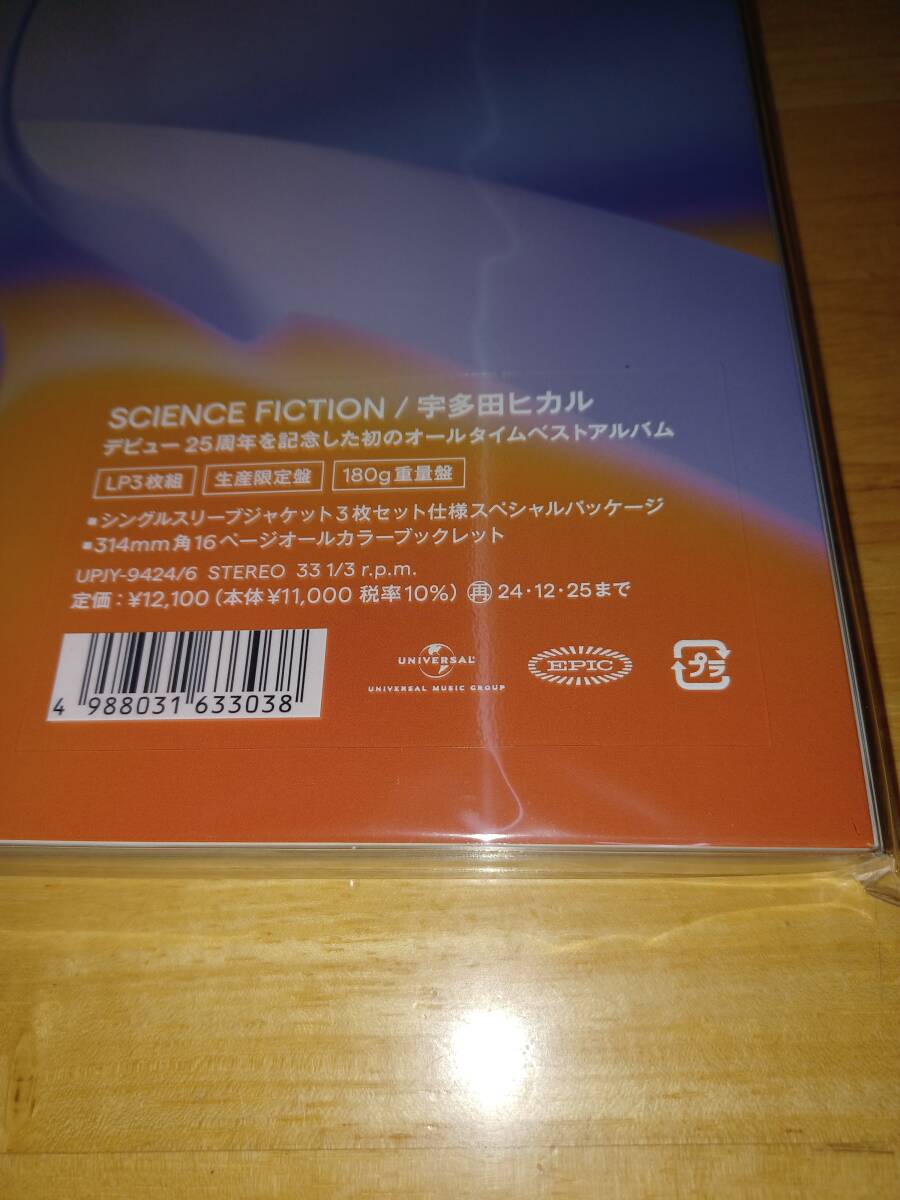 SCIENCE FICTION / 宇多田ヒカル
デビュー 25周年を記念した初のオールタイムベストアルバム
LP3枚組 生産限定盤 180g重量盤
■シングルスリーブジャケット3枚セット仕様スペシャルパッケージ
■314mm角16ページオールカラーブックレット
UPJY-9424/6 STEREO 33 1/3 r.p.m.
定価：¥12,100（本体¥11,000 税率10%）㊢ 24・12・25まで
4 988031 633038
UNIVERSAL
UNIVERSAL MUSIC GROUP
EPIC
プラ